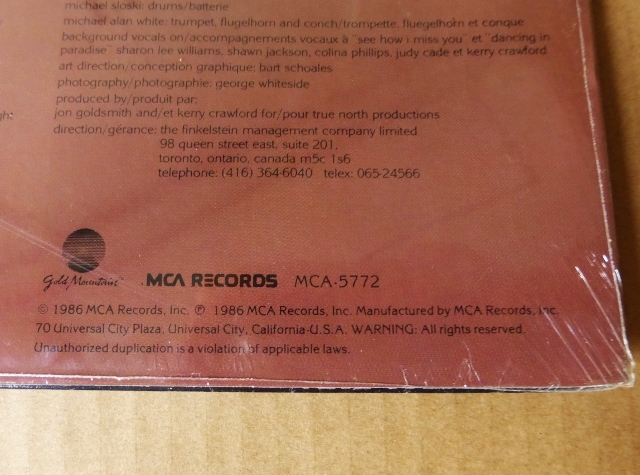 michael sloski: drums/batterie
michael alan white: trumpet, flugelhorn and conch/trompette, fluegelhorn et conque
background vocals on/accompagnements vocaux à "see how i miss you" et "dancing in
paradise" sharon lee williams, shawn jackson, colina phillips, judy cade et kerry crawford
art direction/conception graphique: bart schoales
photography/photographie: george whiteside
produced by/produit par:
gh: jon goldsmith and/et kerry crawford for/pour true north productions
direction/gérance: the finkelstein management company limited
98 queen street east, suite 201,
toronto, ontario, canada m5c 1s6
telephone: (416) 364-6040 telex: 065-24566
Gold Mountain MCA RECORDS MCA-5772
© 1986 MCA Records, Inc. ℗ 1986 MCA Records, Inc. Manufactured by MCA Records, Inc.
70 Universal City Plaza, Universal City, California-U.S.A. WARNING: All rights reserved.
Unauthorized duplication is a violation of applicable laws.